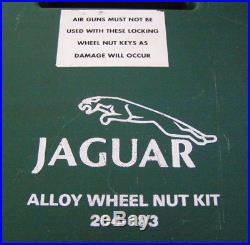 AIR GUNS MUST NOT BE
USED WITH THESE LOCKING
WHEEL NUT KEYS AS
DAMAGE WILL OCCUR
JAGUAR
ALLOY WHEEL NUT KIT